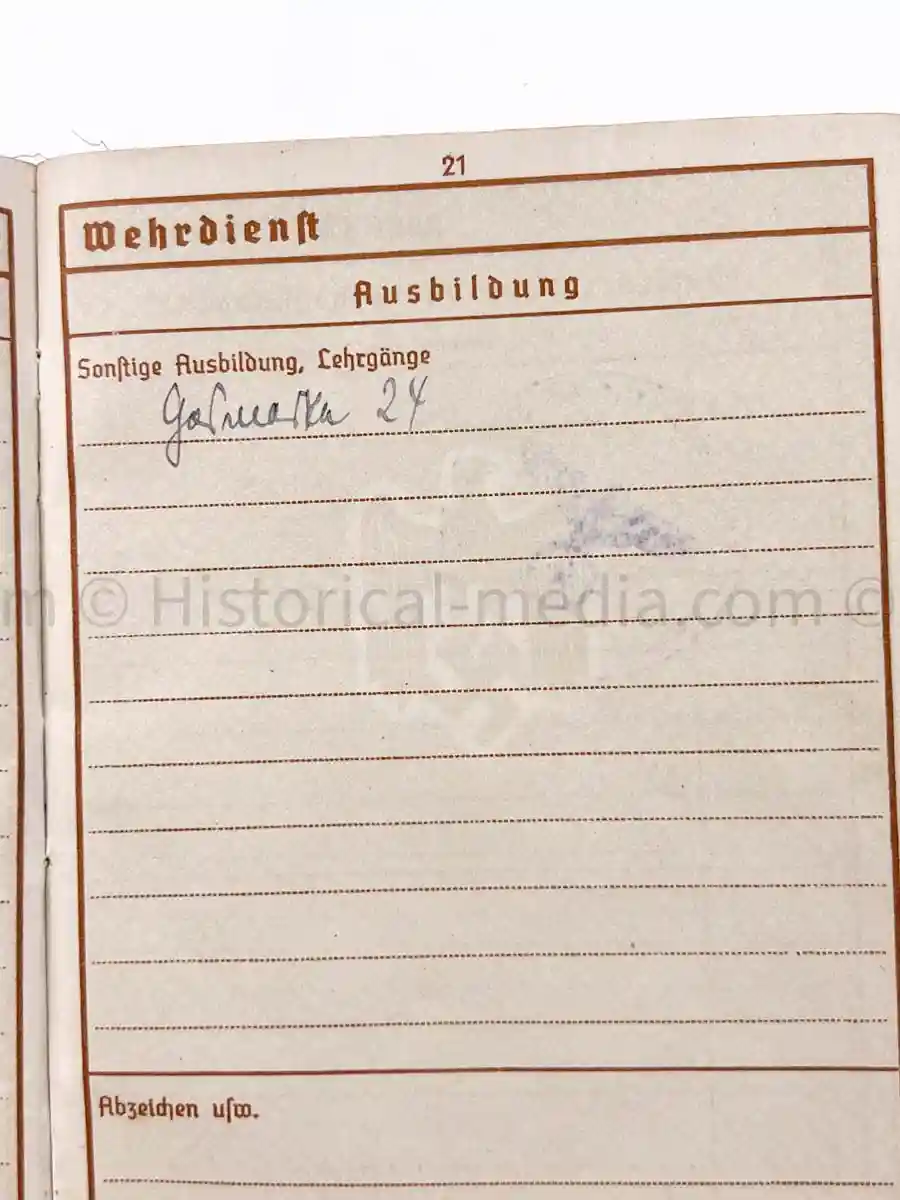 21
Wehrdienst
Ausbildung
Sonstige Ausbildung, Lehrgänge
Gasmaske 24
m © Historical-media.com ©
Abzeichen usw.